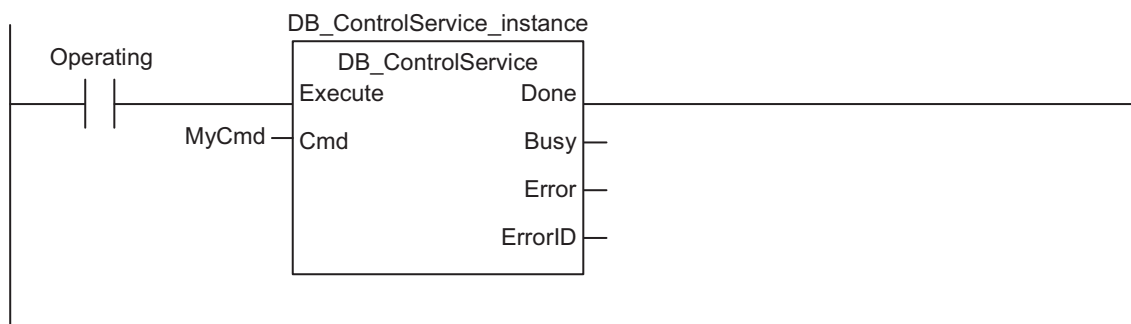 DB_ControlService_instance
Operating
DB_ControlService
Execute Done
MyCmd Cmd Busy
Error
ErrorID